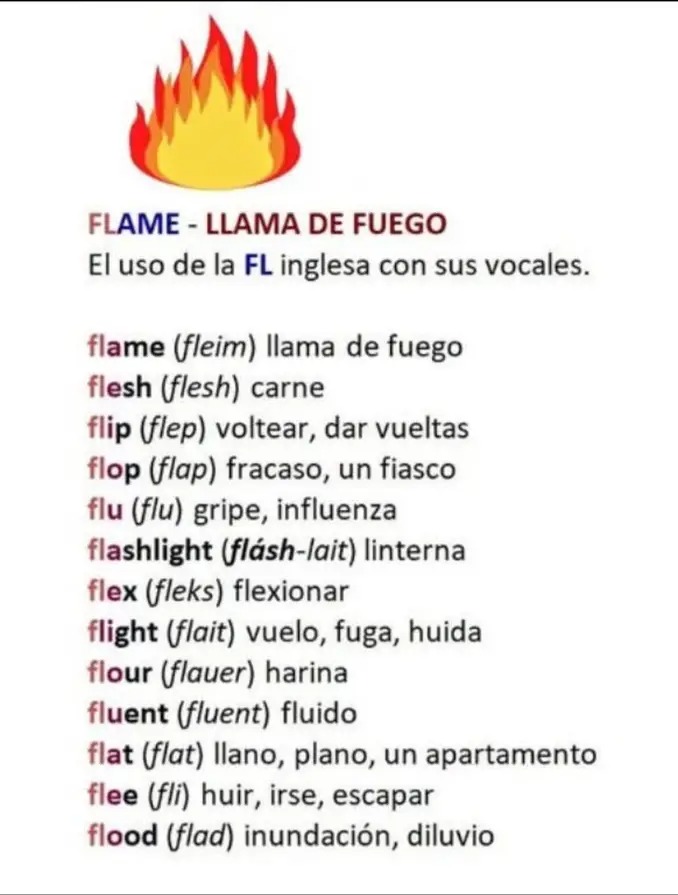 FLAME - LLAMA DE FUEGO
El uso de la FL inglesa con sus vocales.
flame (fleim) llama de fuego
flesh (flesh) carne
flip (flep) voltear, dar vueltas
flop (flap) fracaso, un fiasco
flu (flu) gripe, influenza
flashlight (flásh-lait) linterna
flex (fleks) flexionar
flight (flait) vuelo, fuga, huida
flour (flauer) harina
fluent (fluent) fluido
flat (flat) llano, plano, un apartamento
flee (fli) huir, irse, escapar
flood (flad) inundación, diluvio